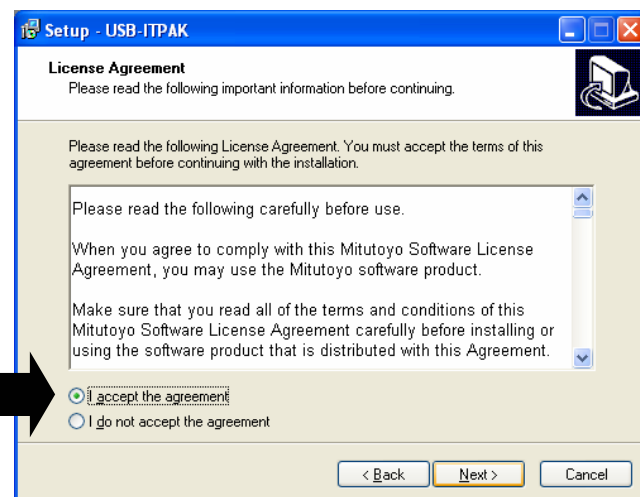 Setup - USB-ITPAK
License Agreement
Please read the following important information before continuing.
Please read the following License Agreement. You must accept the terms of this
agreement before continuing with the installation.
Please read the following carefully before use.
When you agree to comply with this Mitutoyo Software License
Agreement, you may use the Mitutoyo software product.
Make sure that you read all of the terms and conditions of this
Mitutoyo Software License Agreement carefully before installing or
using the software product that is distributed with this Agreement.
I accept the agreement
I do not accept the agreement
< Back Next > Cancel